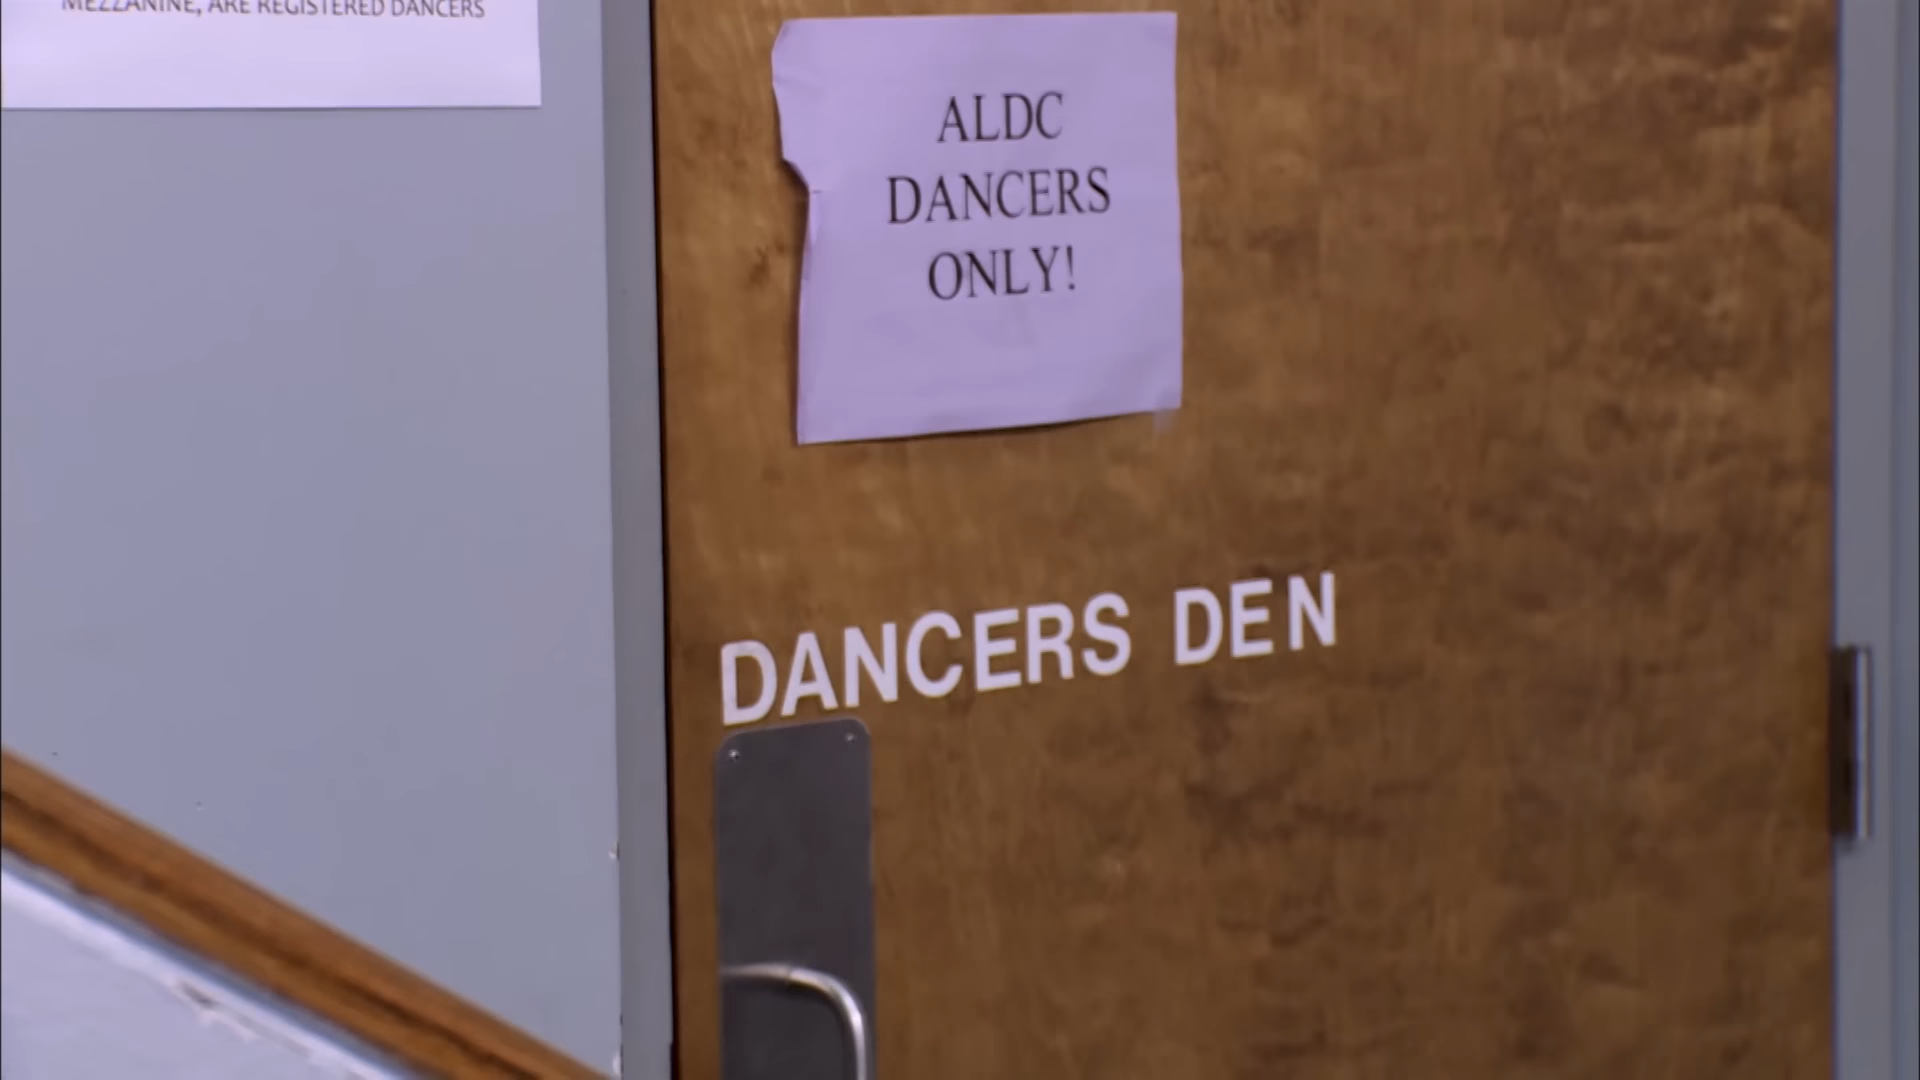 MEZZANINE, ARE REGISTERED DANCERS
ALDC
DANCERS
ONLY!
DANCERS DEN